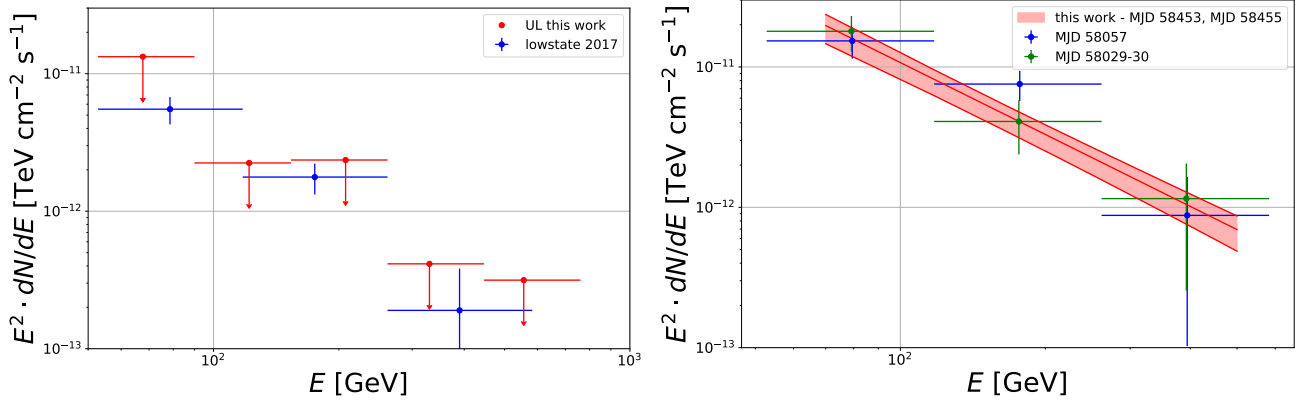 E² · dN/dE [TeV cm⁻² s⁻¹]
10⁻¹¹
10⁻¹²
10⁻¹³
UL this work
lowstate 2017
10²
10³
E [GeV]
E² · dN/dE [TeV cm⁻² s⁻¹]
10⁻¹¹
10⁻¹²
10⁻¹³
this work - MJD 58453, MJD 58455
MJD 58057
MJD 58029-30
10²
E [GeV]